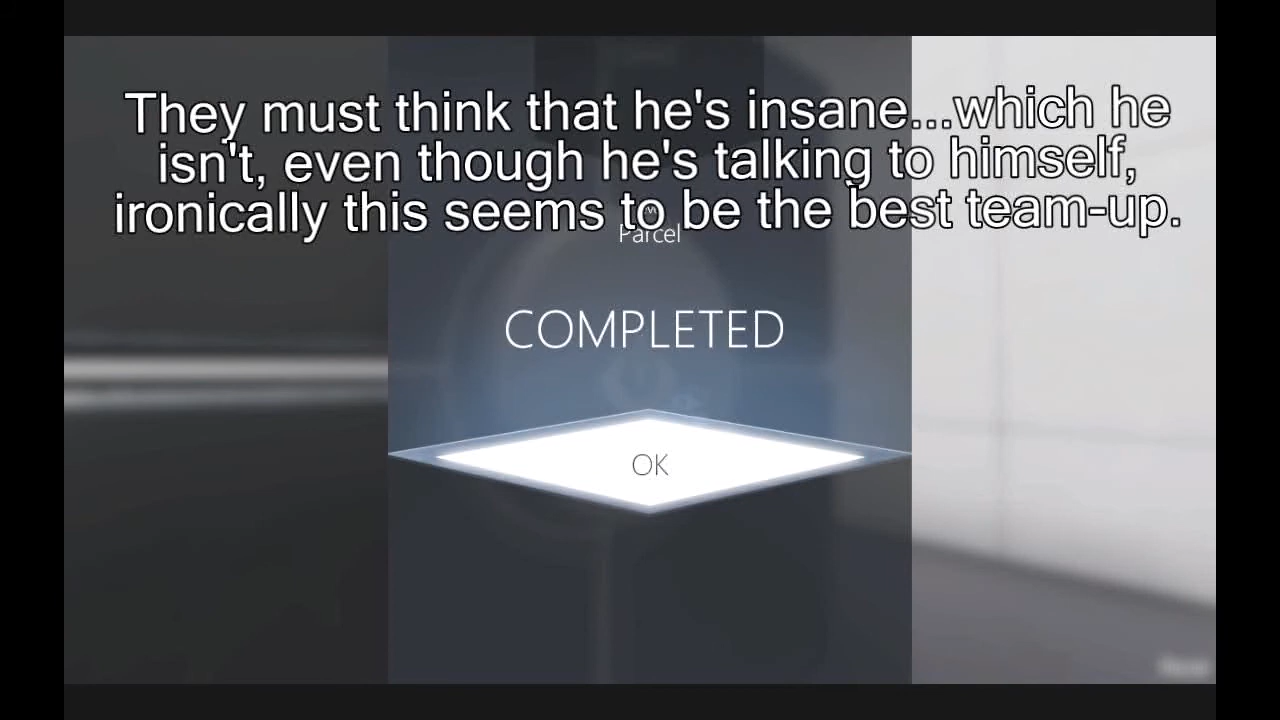 They must think that he's insane...which he
isn't, even though he's talking to himself,
ironically this seems to be the best team-up.
Parcel
COMPLETED
OK